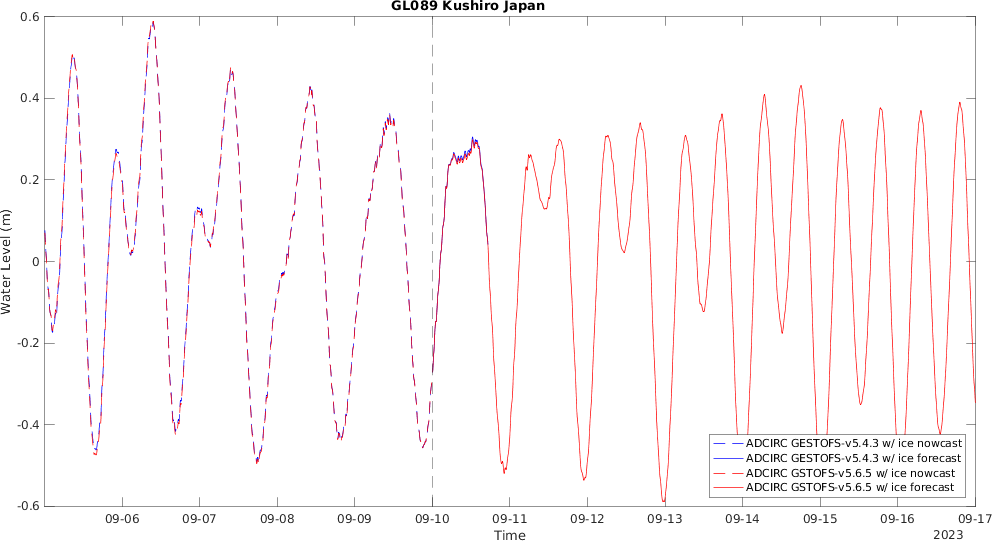 GL089 Kushiro Japan
0.6
0.4
0.2
0
-0.2
-0.4
-0.6
Water Level (m)
ADCIRC GESTOFS-v5.4.3 w/ ice nowcast
ADCIRC GESTOFS-v5.4.3 w/ ice forecast
ADCIRC GSTOFS-v5.6.5 w/ ice nowcast
ADCIRC GSTOFS-v5.6.5 w/ ice forecast
09-06 09-07 09-08 09-09 09-10 09-11 09-12 09-13 09-14 09-15 09-16 09-17
Time
2023